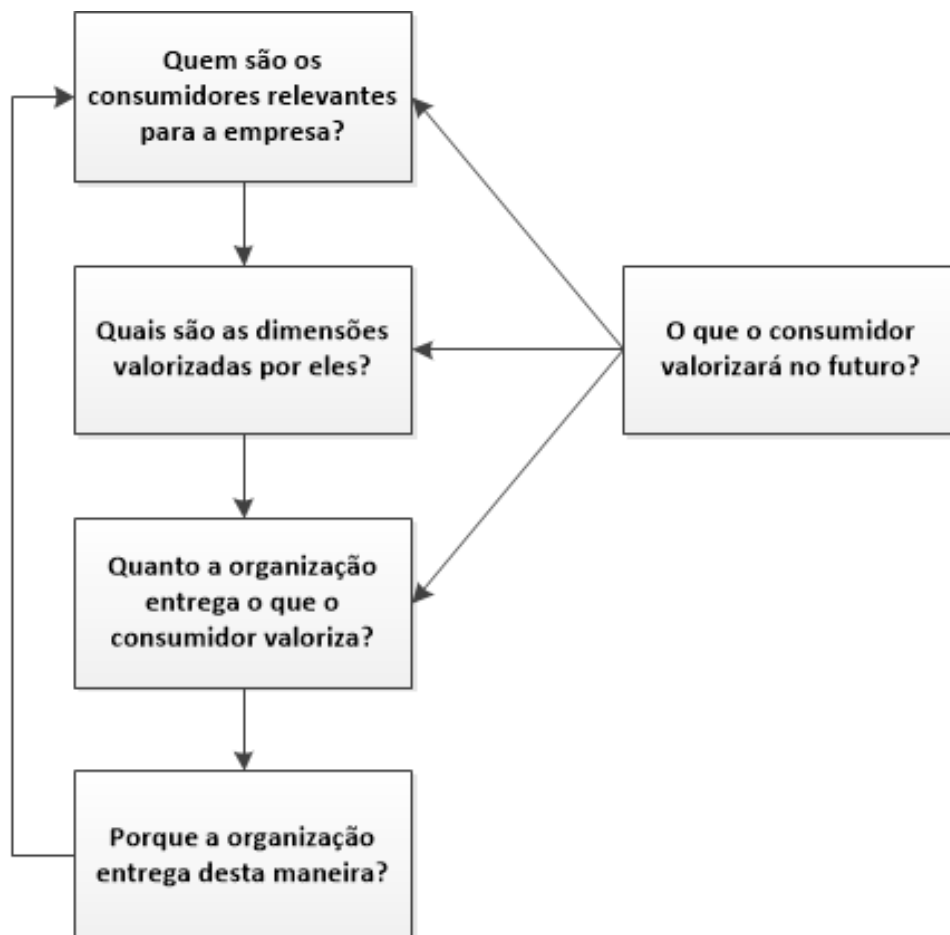 Quem são os
consumidores relevantes
para a empresa?
Quais são as dimensões
valorizadas por eles?
O que o consumidor
valorizará no futuro?
Quanto a organização
entrega o que o
consumidor valoriza?
Porque a organização
entrega desta maneira?